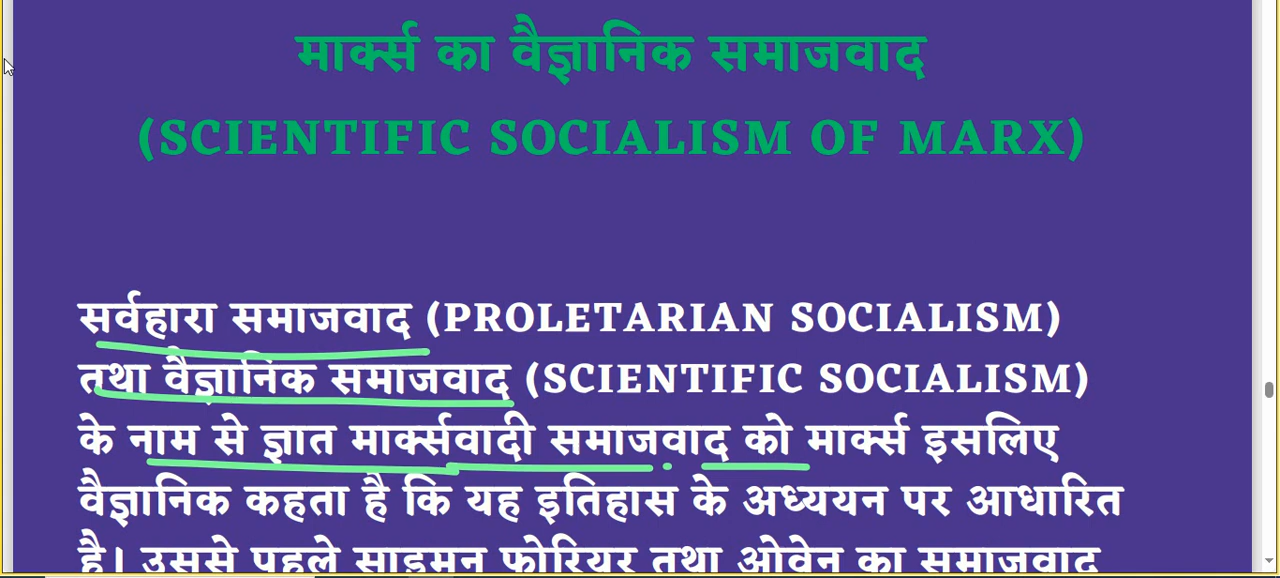 मार्क्स का वैज्ञानिक समाजवाद
(SCIENTIFIC SOCIALISM OF MARX)
सर्वहारा समाजवाद (PROLETARIAN SOCIALISM)
तथा वैज्ञानिक समाजवाद (SCIENTIFIC SOCIALISM)
के नाम से ज्ञात मार्क्सवादी समाजवाद को मार्क्स इसलिए
वैज्ञानिक कहता है कि यह इतिहास के अध्ययन पर आधारित
है। उससे पहले साइमन फोरियर तथा ओवेन का समाजवाद